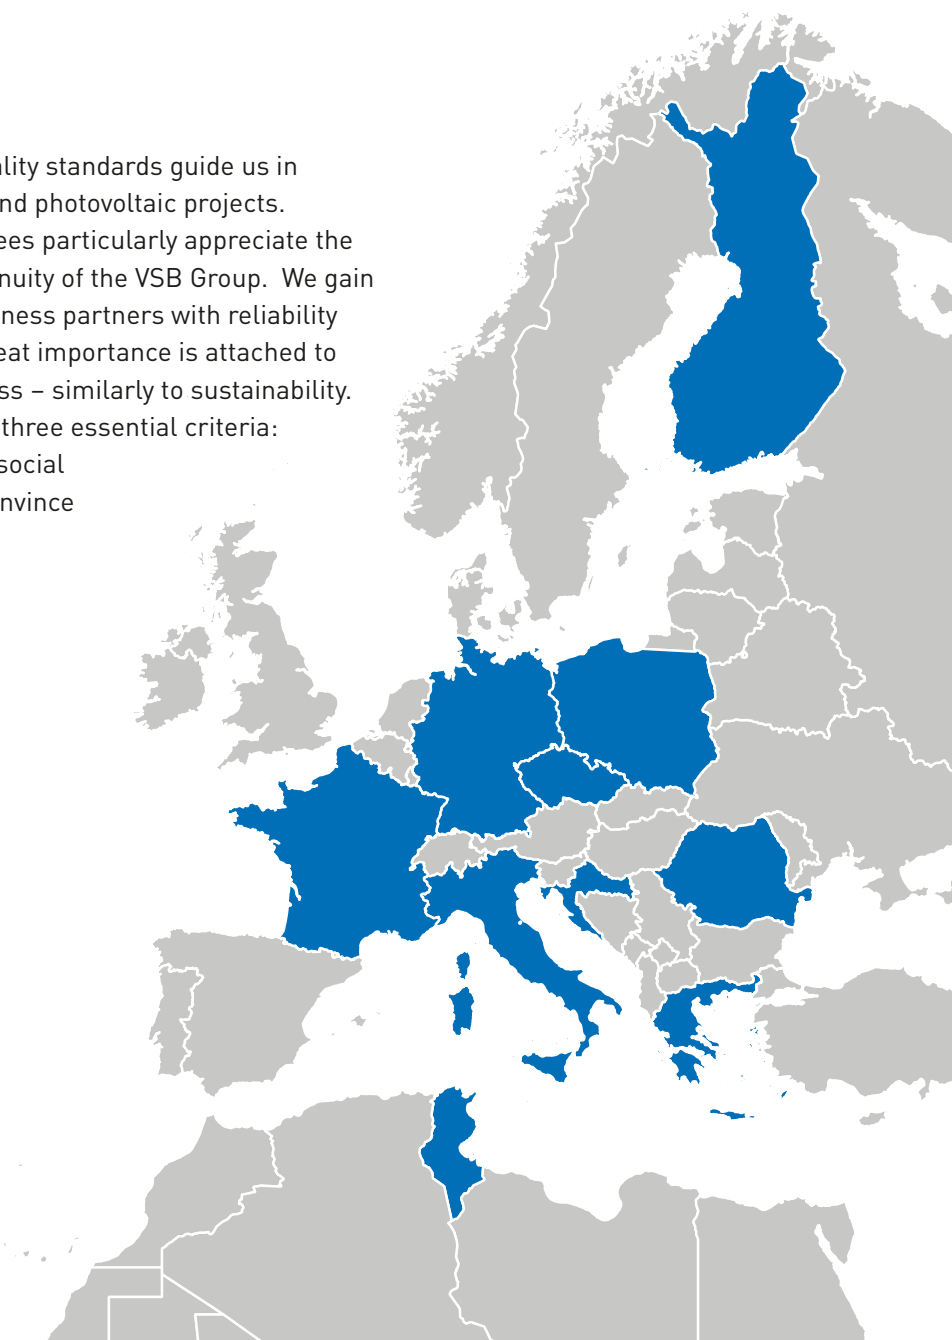 lity standards guide us in
nd photovoltaic projects.
ees particularly appreciate the
nuity of the VSB Group. We gain
ness partners with reliability
eat importance is attached to
ss – similarly to sustainability.
three essential criteria:
social
nvince